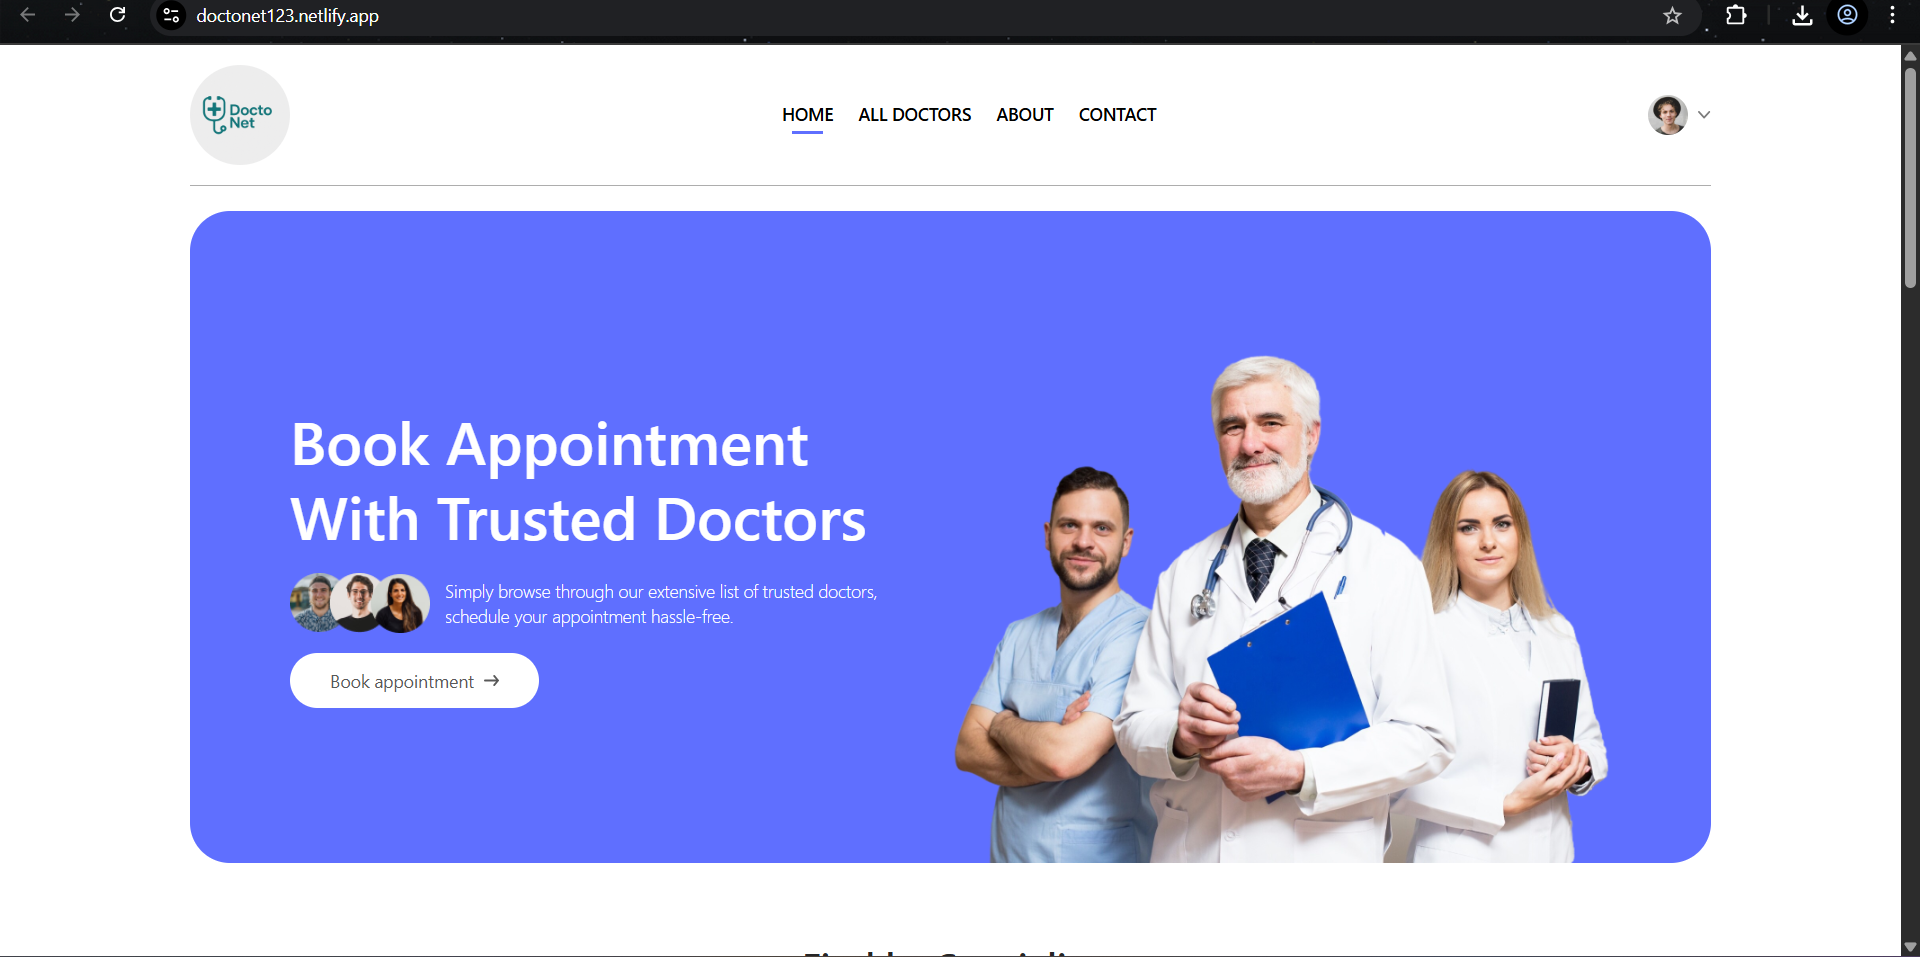 doctonet123.netlify.app
Docto
Net
HOME ALL DOCTORS ABOUT CONTACT
Book Appointment
With Trusted Doctors
Simply browse through our extensive list of trusted doctors,
schedule your appointment hassle-free.
Book appointment →